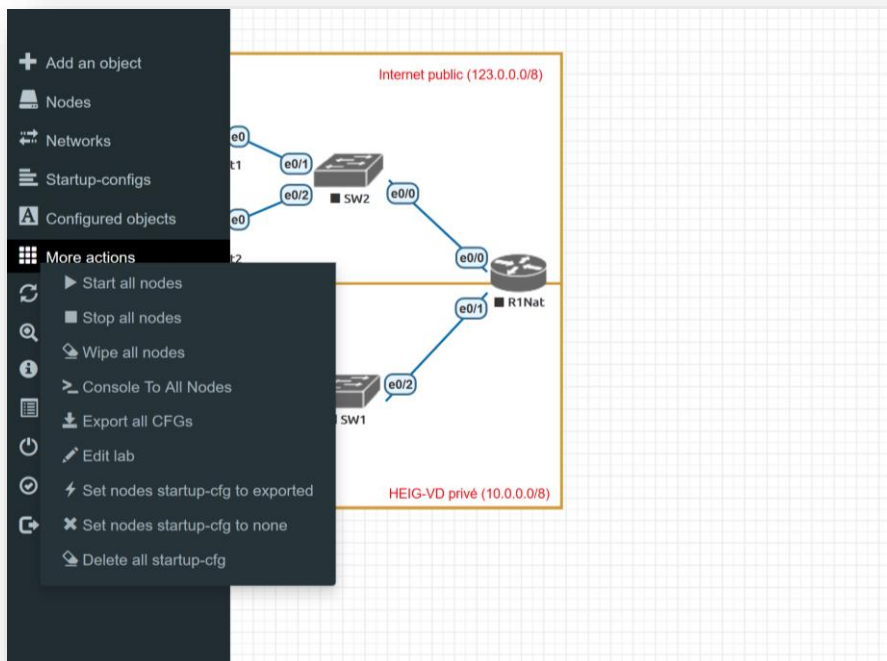 Add an object
Nodes
Networks
Startup-configs
Configured objects
More actions
Start all nodes
Stop all nodes
Wipe all nodes
Console To All Nodes
Export all CFGs
Edit lab
Set nodes startup-cfg to exported
Set nodes startup-cfg to none
Delete all startup-cfg
Internet public (123.0.0.0/8)
e0
t1
e0/1
e0/2
SW2
e0/0
e0
t2
e0/0
R1Nat
e0/1
e0/2
SW1
HEIG-VD privé (10.0.0.0/8)